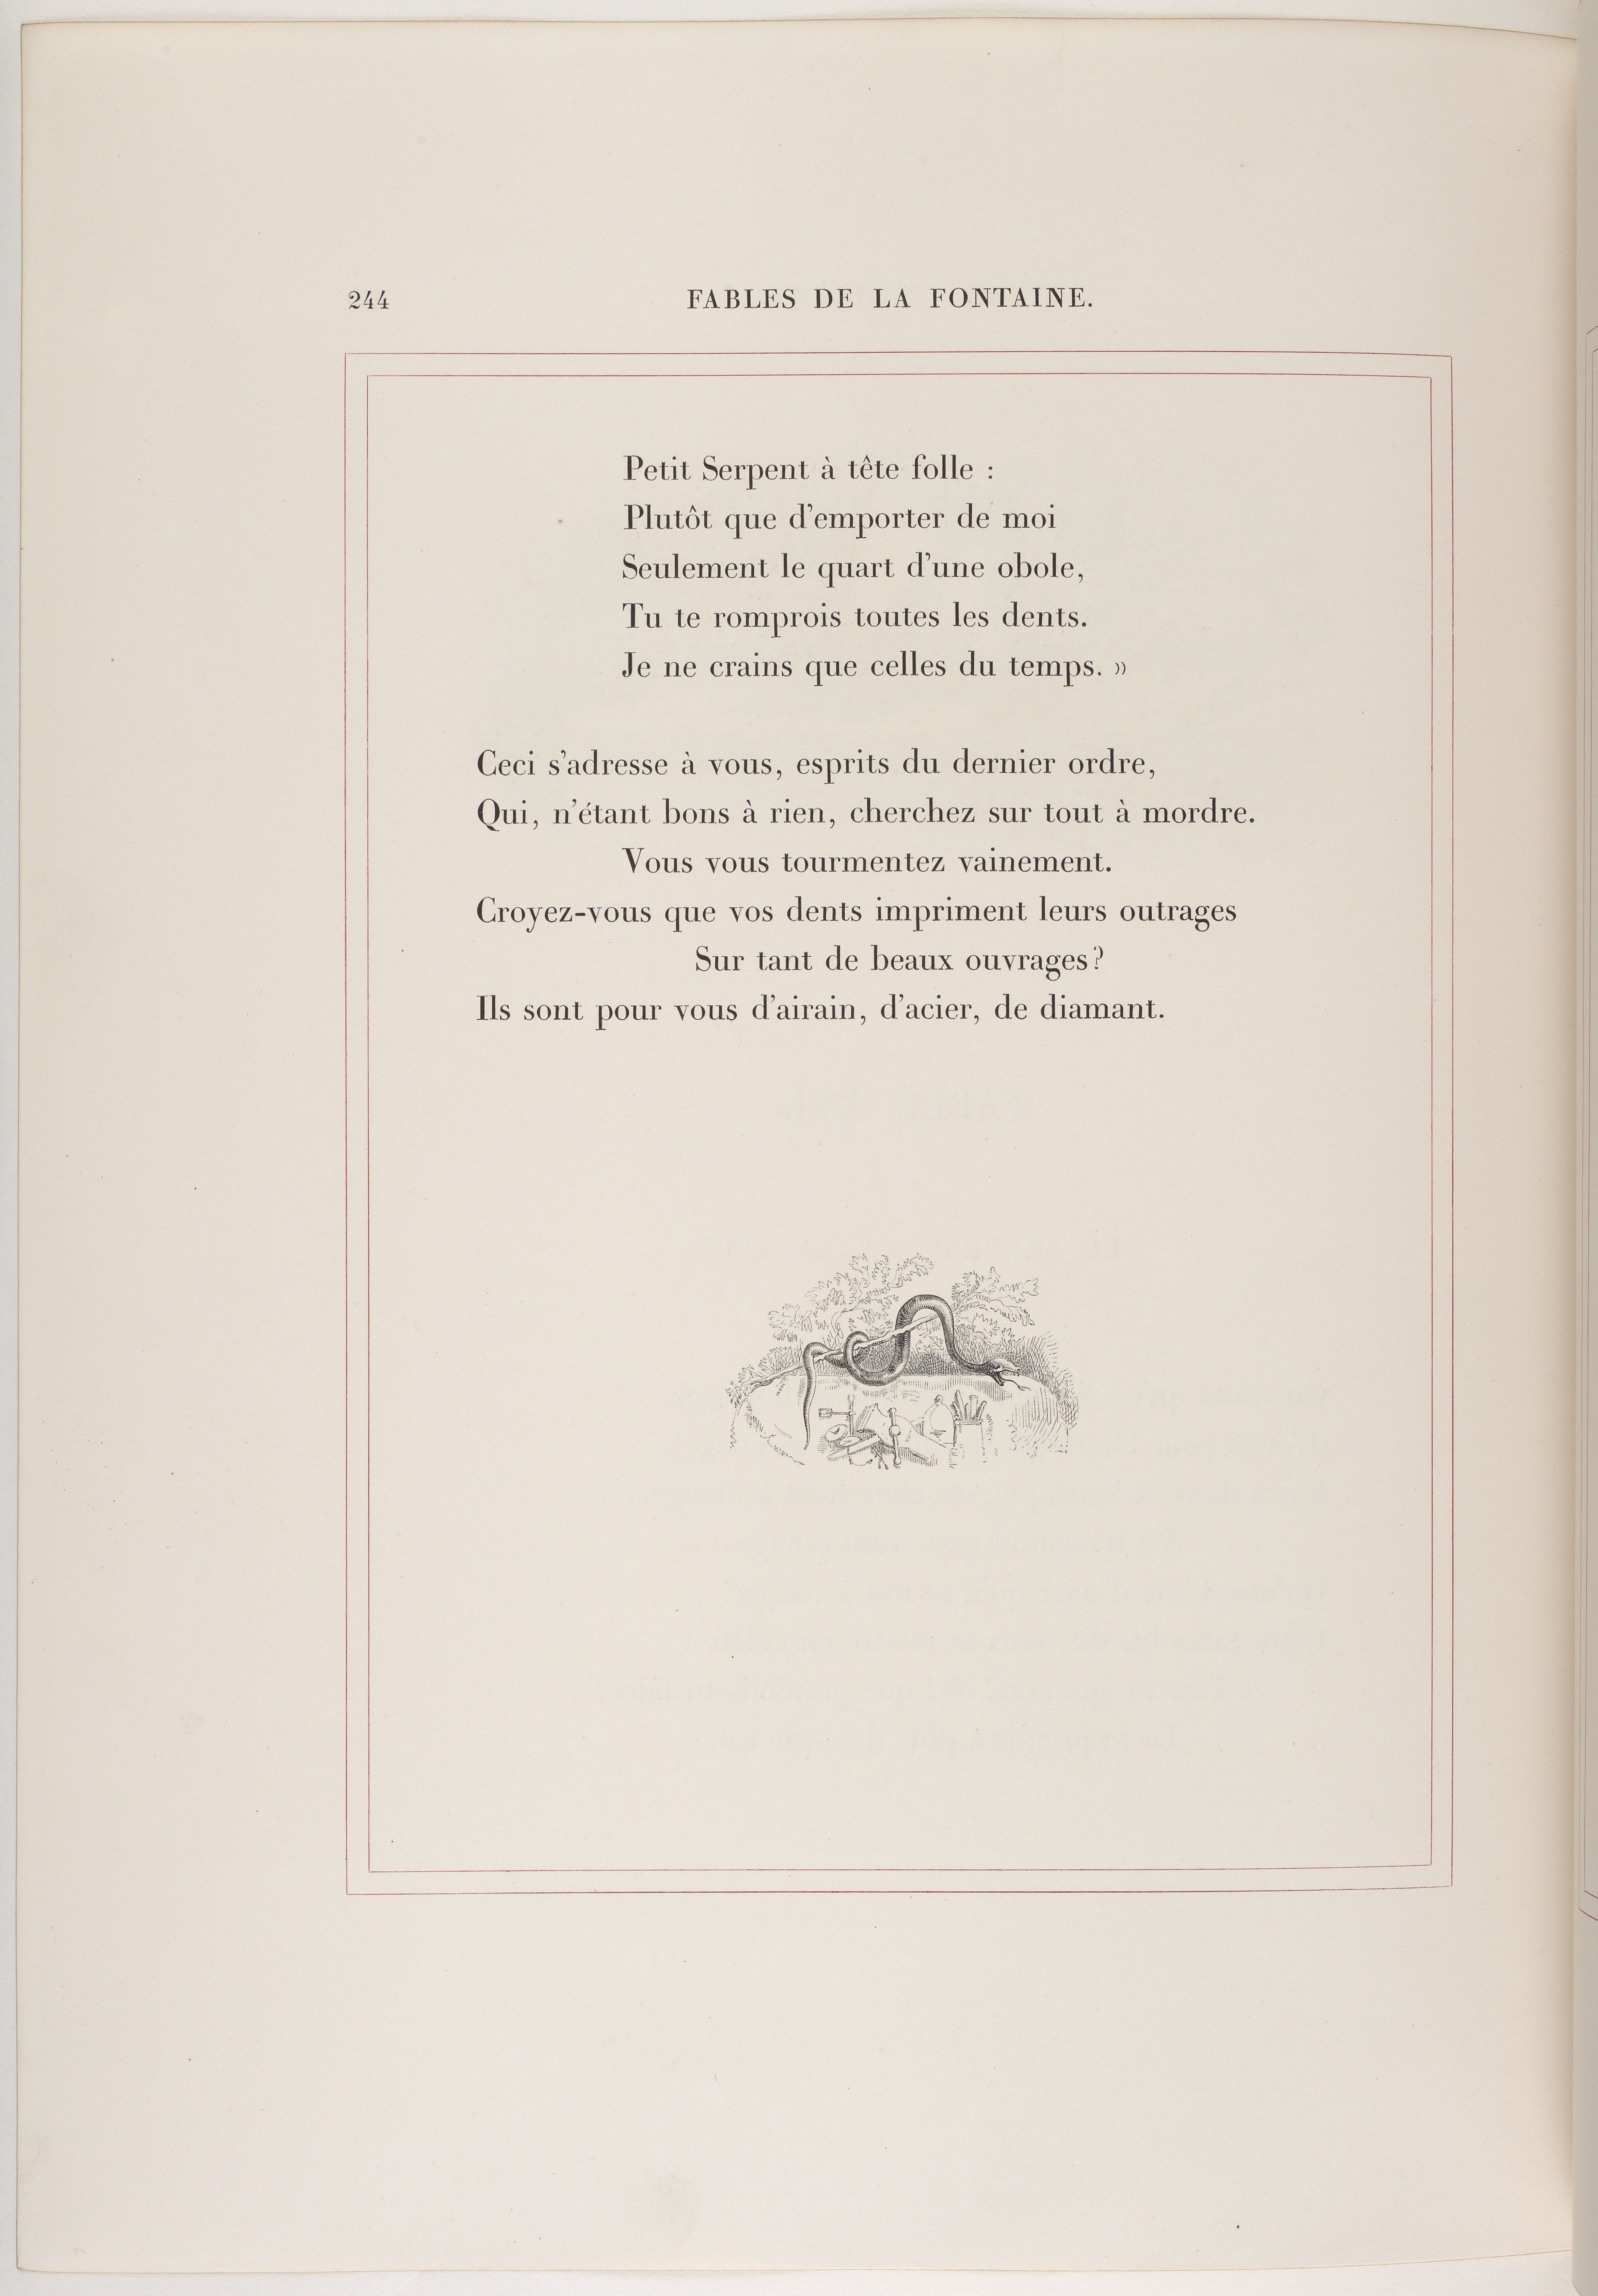 244
FABLES DE LA FONTAINE.
Petit Serpent à tête folle :
Plutôt que d'emporter de moi
Seulement le quart d'une obole,
Tu te romprois toutes les dents.
Je ne crains que celles du temps. »
Ceci s'adresse à vous, esprits du dernier ordre,
Qui, n'étant bons à rien, cherchez sur tout à mordre.
Vous vous tourmentez vainement.
Croyez-vous que vos dents impriment leurs outrages
Sur tant de beaux ouvrages?
Ils sont pour vous d'airain, d'acier, de diamant.